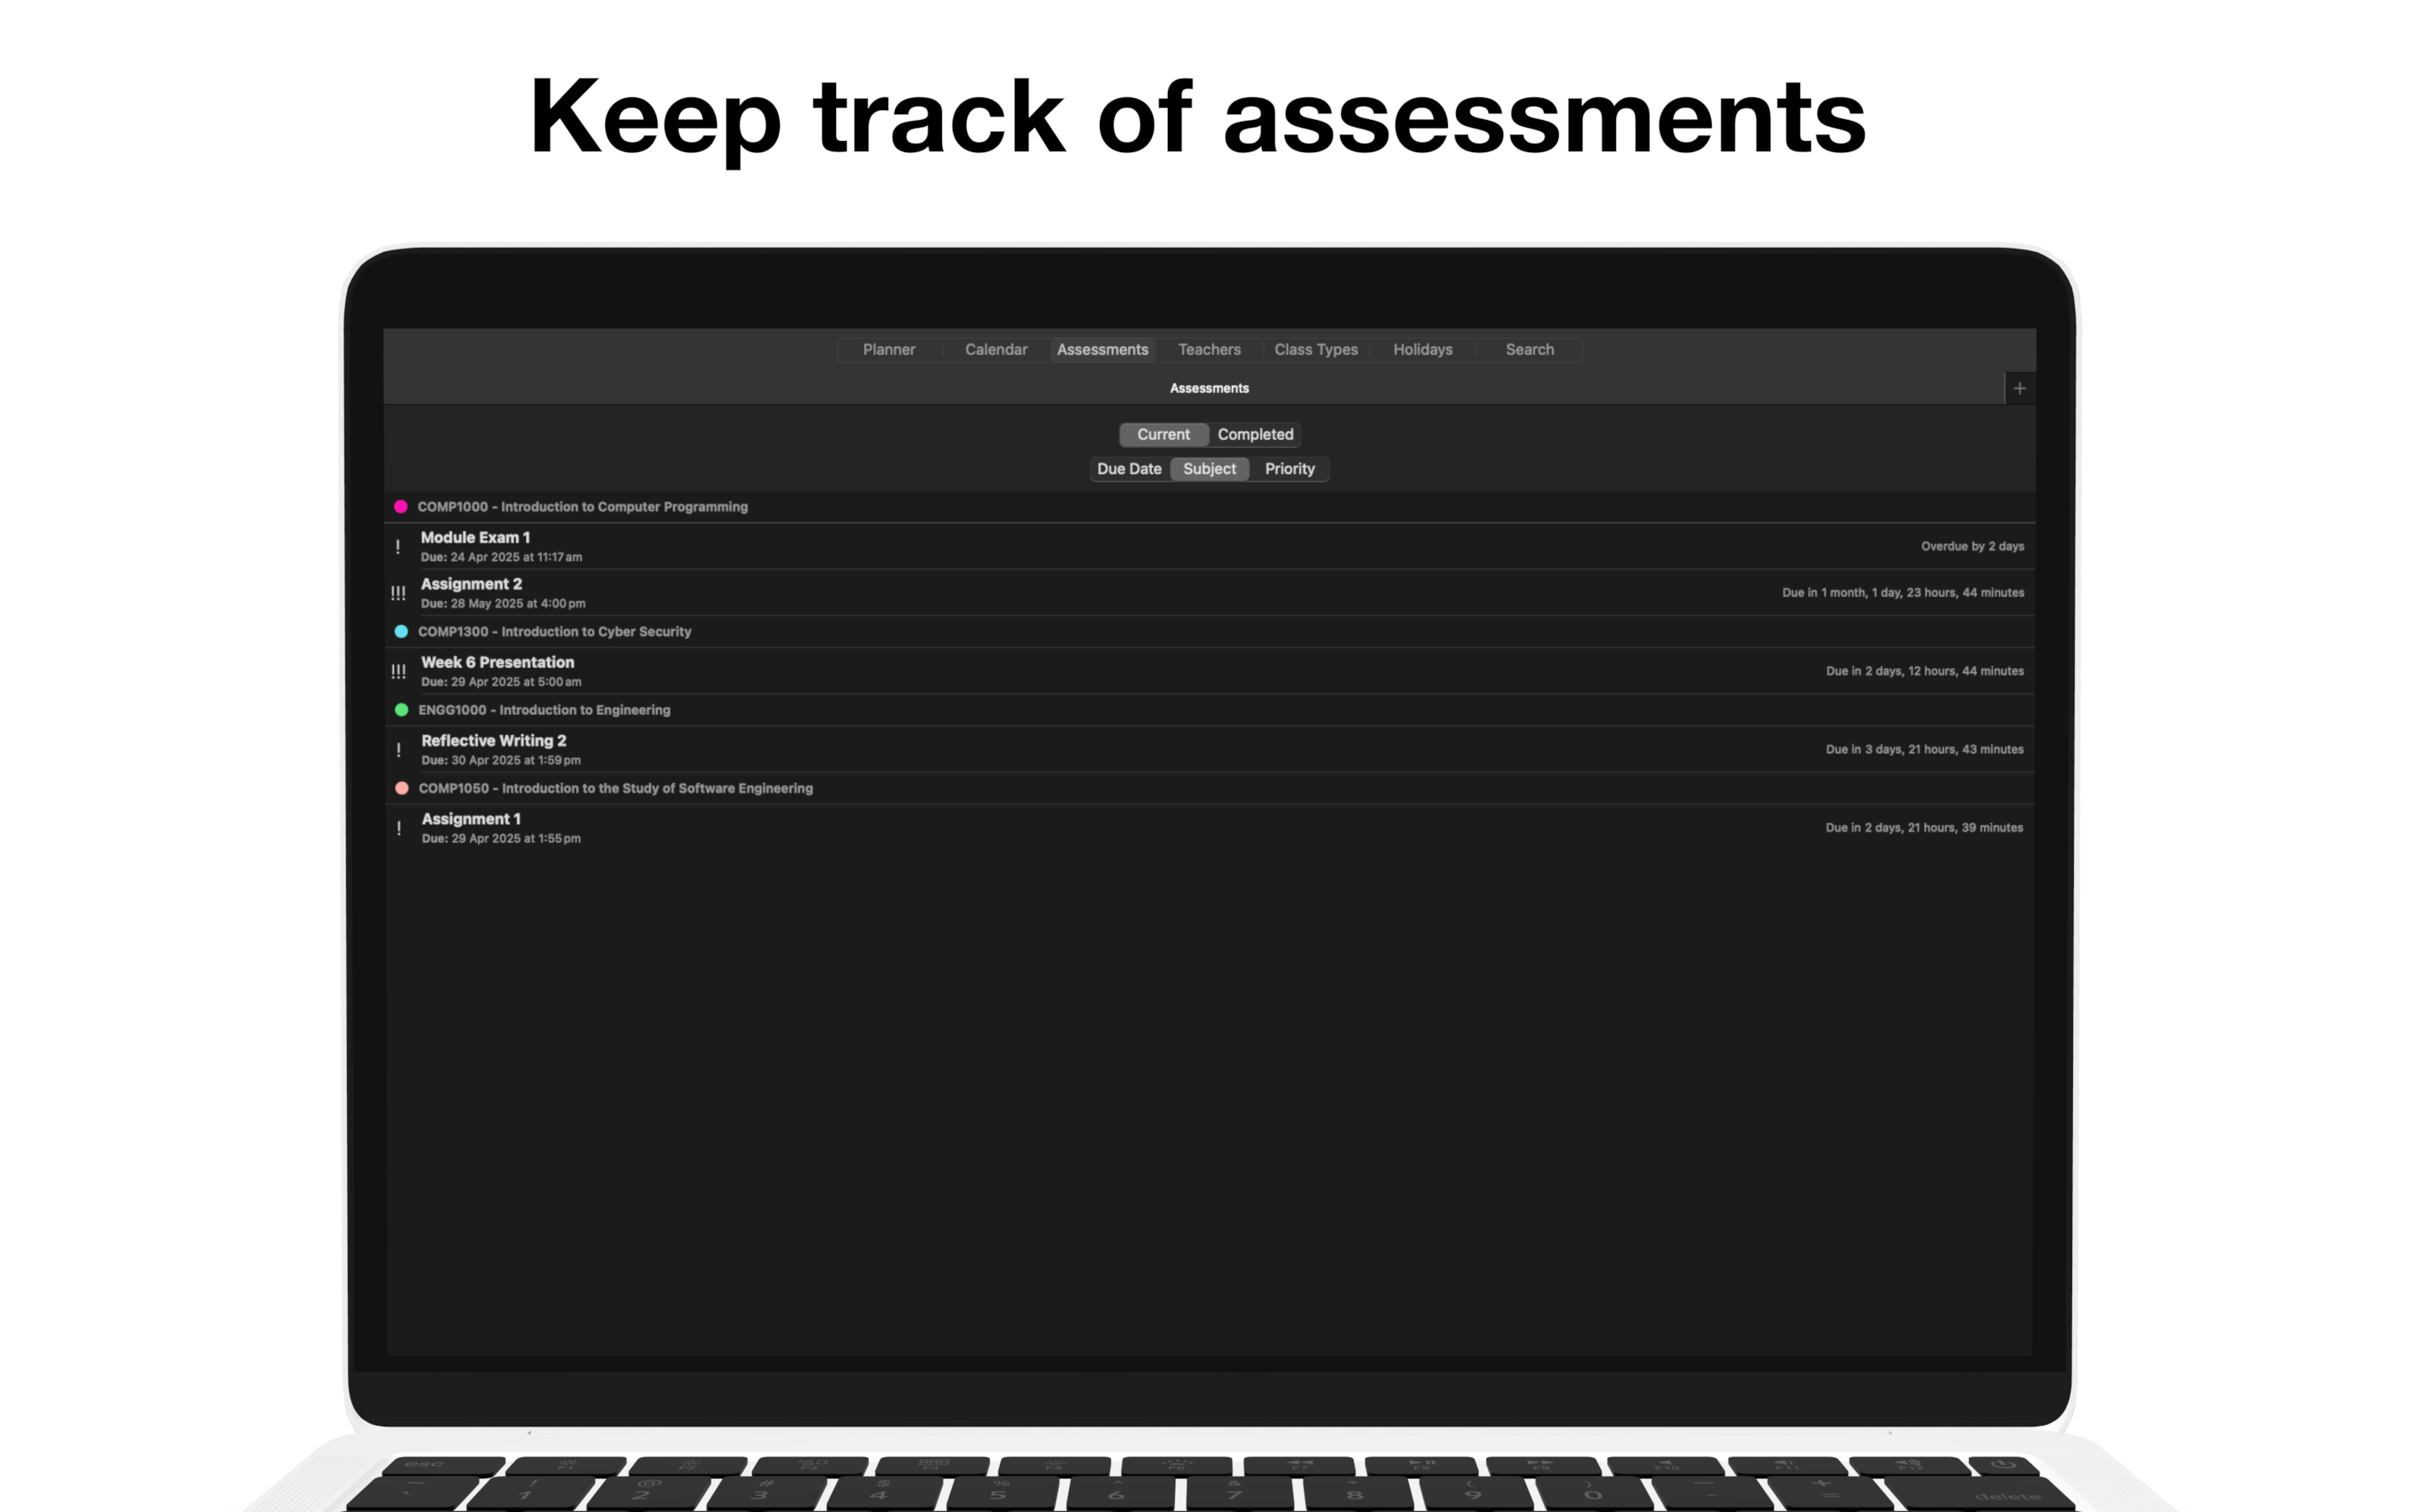 Keep track of assessments
Planner Calendar Assessments Teachers Class Types Holidays Search
Assessments +
Current Completed
Due Date Subject Priority
COMP1000 - Introduction to Computer Programming
! Module Exam 1
Due: 24 Apr 2025 at 11:17 am
Overdue by 2 days
!!! Assignment 2
Due: 28 May 2025 at 4:00 pm
Due in 1 month, 1 day, 23 hours, 44 minutes
COMP1300 - Introduction to Cyber Security
!!! Week 6 Presentation
Due: 29 Apr 2025 at 5:00 am
Due in 2 days, 12 hours, 44 minutes
ENGG1000 - Introduction to Engineering
! Reflective Writing 2
Due: 30 Apr 2025 at 1:59 pm
Due in 3 days, 21 hours, 43 minutes
COMP1050 - Introduction to the Study of Software Engineering
! Assignment 1
Due: 29 Apr 2025 at 1:55 pm
Due in 2 days, 21 hours, 39 minutes
esc
1 2 3 4 5 6 7 8 9 0 - = delete